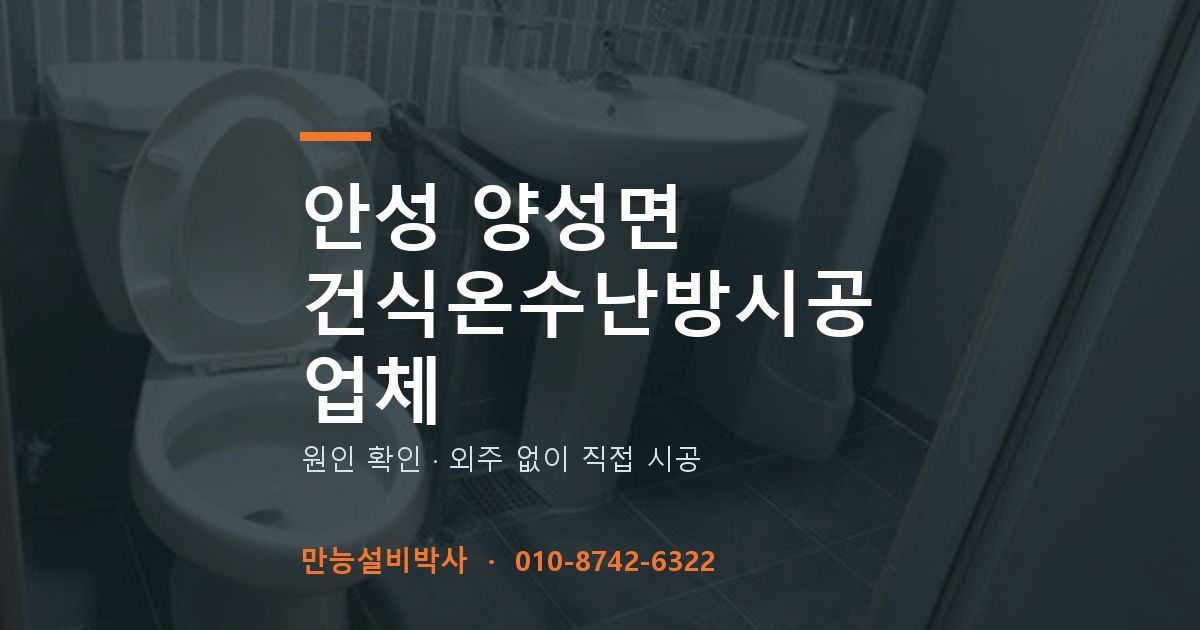 안성 양성면
건식온수난방시공
업체
원인 확인 · 외주 없이 직접 시공
만능설비박사 · 010-8742-6322